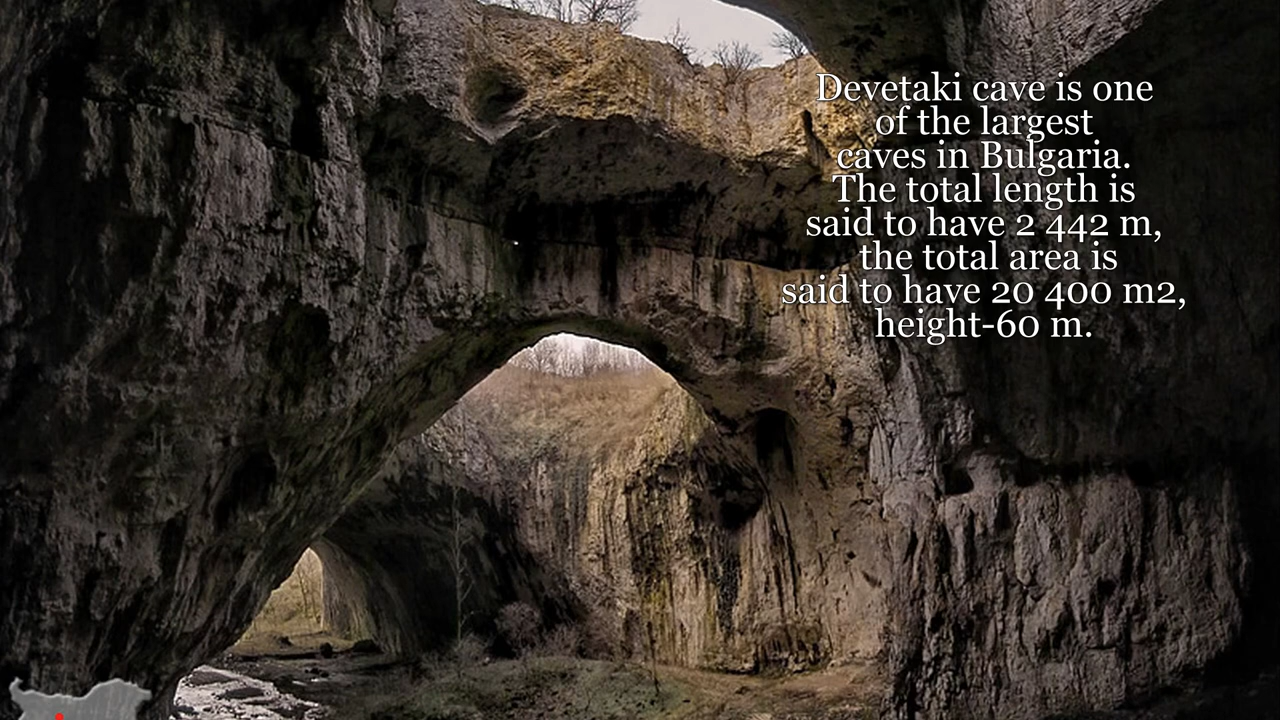 Devetaki cave is one
of the largest
caves in Bulgaria.
The total length is
said to have 2 442 m,
the total area is
said to have 20 400 m2,
height-60 m.